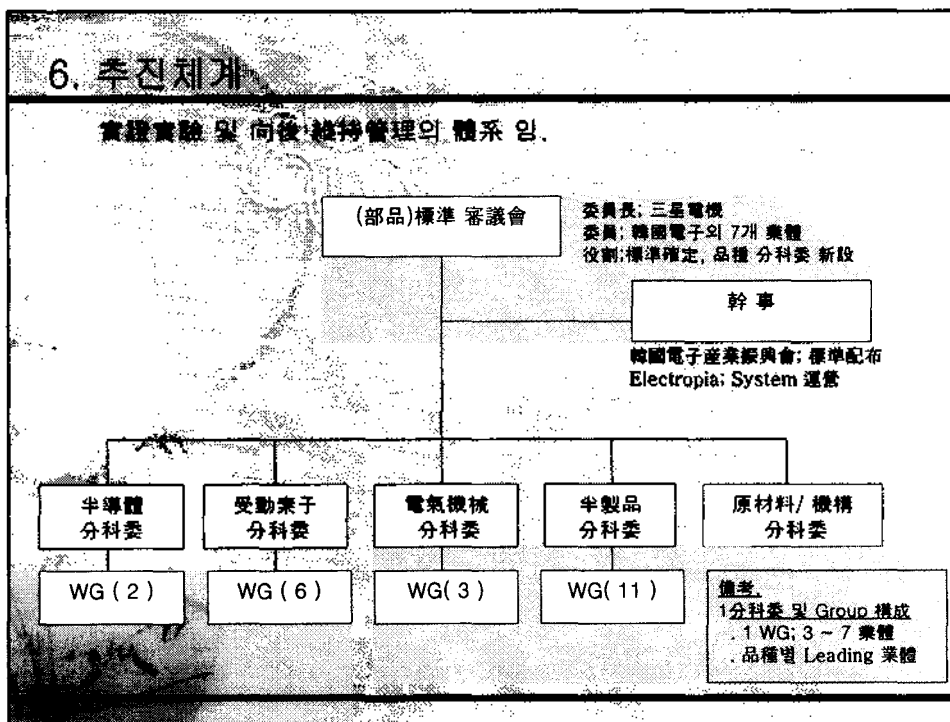 6. 추진체계
實證實驗 및 向後 維持管理의 體系 임.
(部品)標準 審議會
委員長; 三星電機
委員; 韓國電子외 7개 業體
役割;標準確定, 品種 分科委 新設
幹 事
韓國電子産業振興會; 標準配布
Electropia; System 運營
半導體
分科委
受動素子
分科委
電氣機械
分科委
半製品
分科委
原材料/ 機構
分科委
WG ( 2 )
WG ( 6 )
WG( 3 )
WG( 11 )
備考.
1分科委 및 Group 構成
. 1 WG; 3 ~ 7 業體
. 品種별 Leading 業體